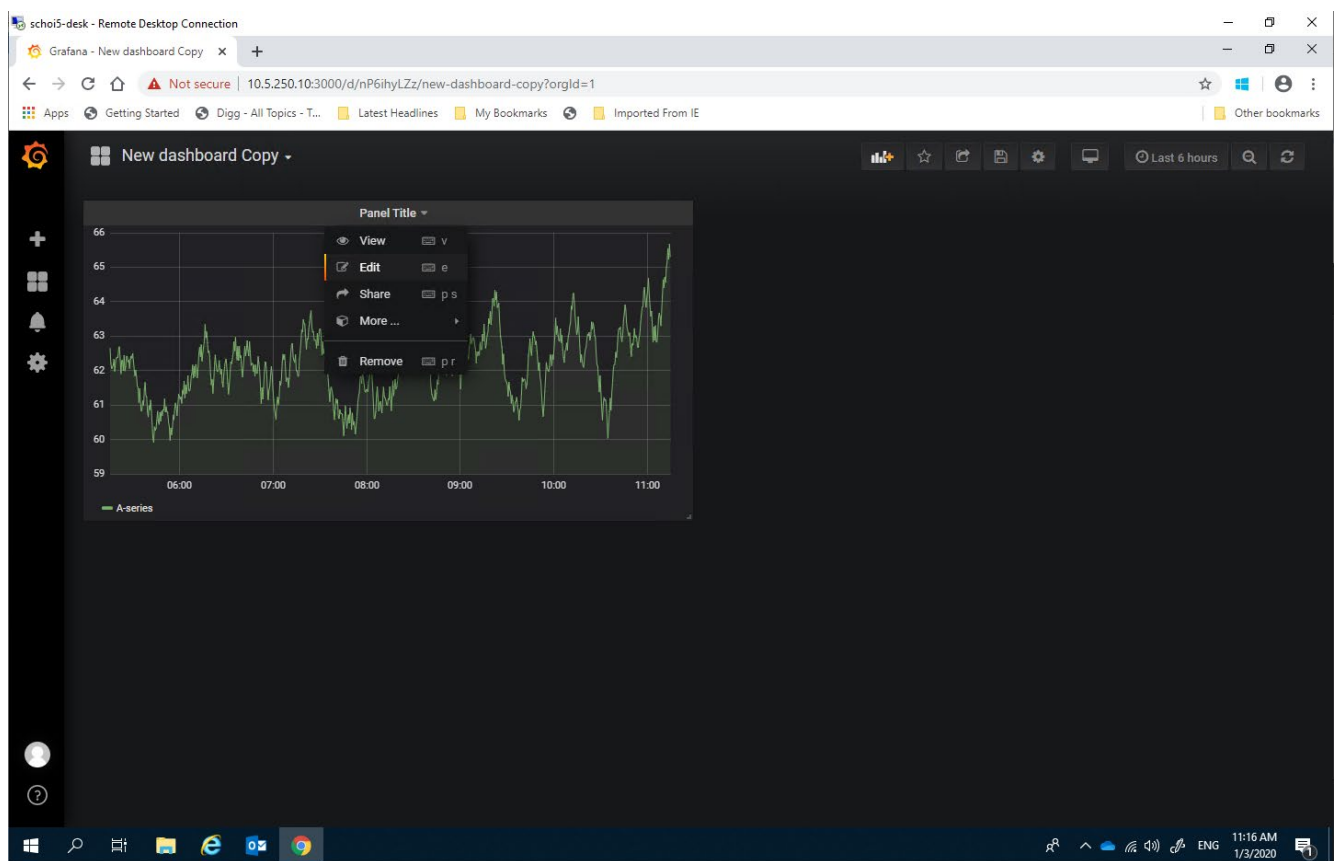 schoi5-desk - Remote Desktop Connection
Grafana - New dashboard Copy
Not secure | 10.5.250.10:3000/d/nP6ihyLZz/new-dashboard-copy?orgId=1
Apps Getting Started Digg - All Topics - T... Latest Headlines My Bookmarks Imported From IE Other bookmarks
New dashboard Copy Last 6 hours
Panel Title
View v
Edit e
Share p s
More ...
Remove p r
66
65
64
63
62
61
60
59
06:00 07:00 08:00 09:00 10:00 11:00
A-series
ENG 11:16 AM
1/3/2020
1